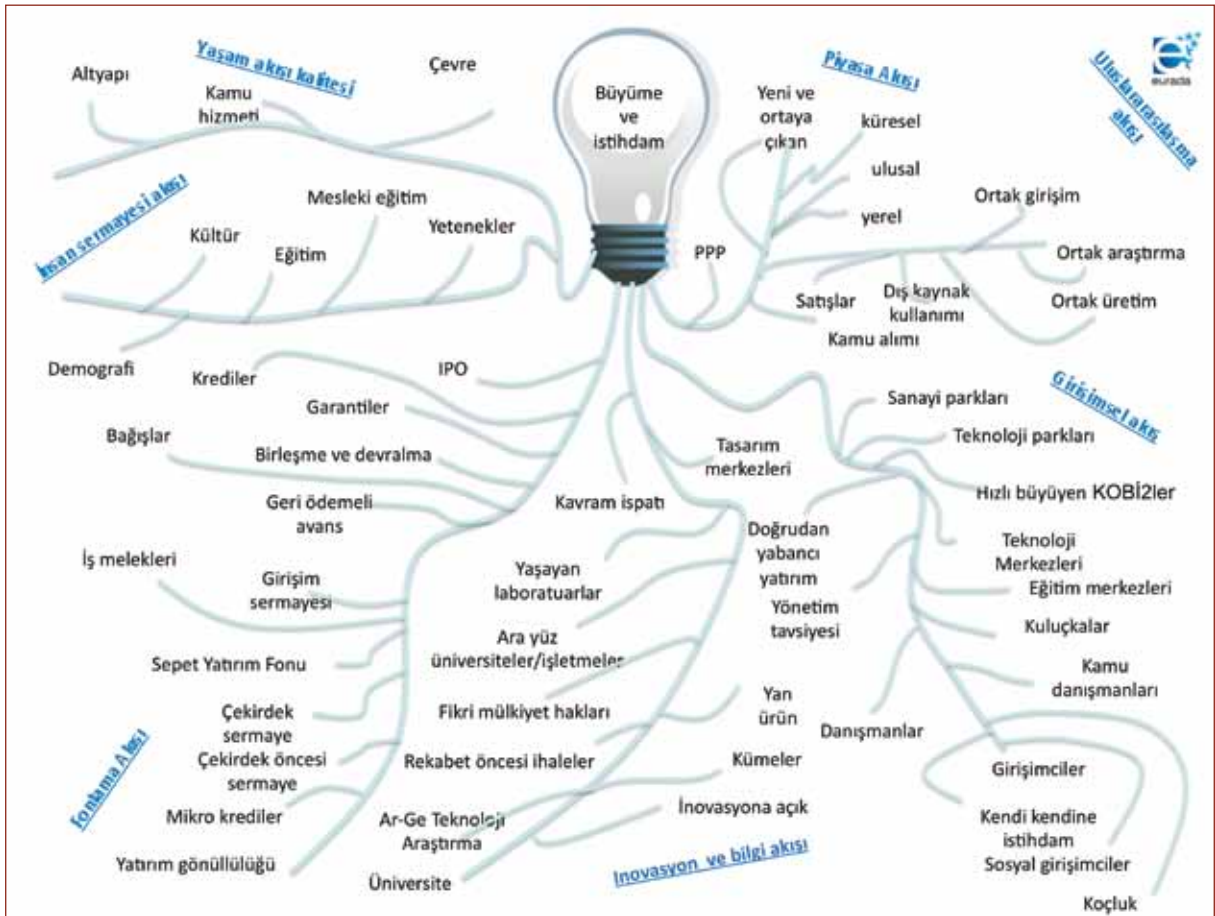 Yaşam akışı kalitesi
Altyapı
Kamu
hizmeti
Çevre
Büyüme
ve
istihdam
Piyasa Akışı
Yeni ve
ortaya
çıkan
küresel
ulusal
yerel
eurada
Uluslararasılaşma
akışı
İnsan sermayesi akışı
Kültür
Eğitim
Mesleki eğitim
Yetenekler
Demografi
PPP
Satışlar
Dış kaynak
kullanımı
Kamu alımı
Ortak girişim
Ortak araştırma
Ortak üretim
Krediler
IPO
Garantiler
Bağışlar
Birleşme ve devralma
Geri ödemeli
avans
İş melekleri
Girişim
sermayesi
Sepet Yatırım Fonu
Çekirdek
sermaye
Çekirdek öncesi
sermaye
Mikro krediler
Yatırım gönüllülüğü
Fonlama Akışı
Kavram ispatı
Tasarım
merkezleri
Yaşayan
laboratuarlar
Ara yüz
üniversiteler/işletmeler
Fikri mülkiyet hakları
Rekabet öncesi ihaleler
Ar-Ge Teknoloji
Araştırma
Üniversite
Yan
ürün
Kümeler
İnovasyona açık
İnovasyon ve bilgi akışı
Girişimsel akış
Sanayi parkları
Teknoloji parkları
Hızlı büyüyen KOBİ2ler
Doğrudan
yabancı
yatırım
Teknoloji
Merkezleri
Eğitim merkezleri
Yönetim
tavsiyesi
Kuluçkalar
Kamu
danışmanları
Danışmanlar
Girişimciler
Kendi kendine
istihdam
Sosyal girişimciler
Koçluk